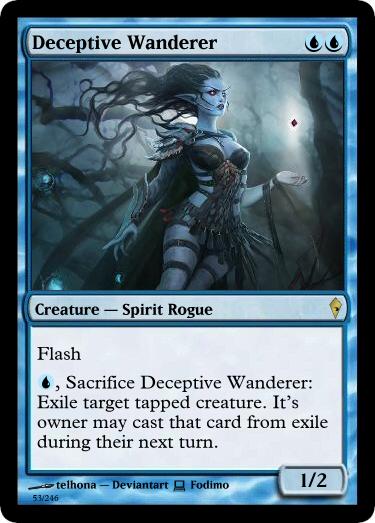 Deceptive Wanderer
Creature — Spirit Rogue
Flash
, Sacrifice Deceptive Wanderer:
Exile target tapped creature. It's
owner may cast that card from exile
during their next turn.
1/2
telhona — Deviantart Fodimo
53/246